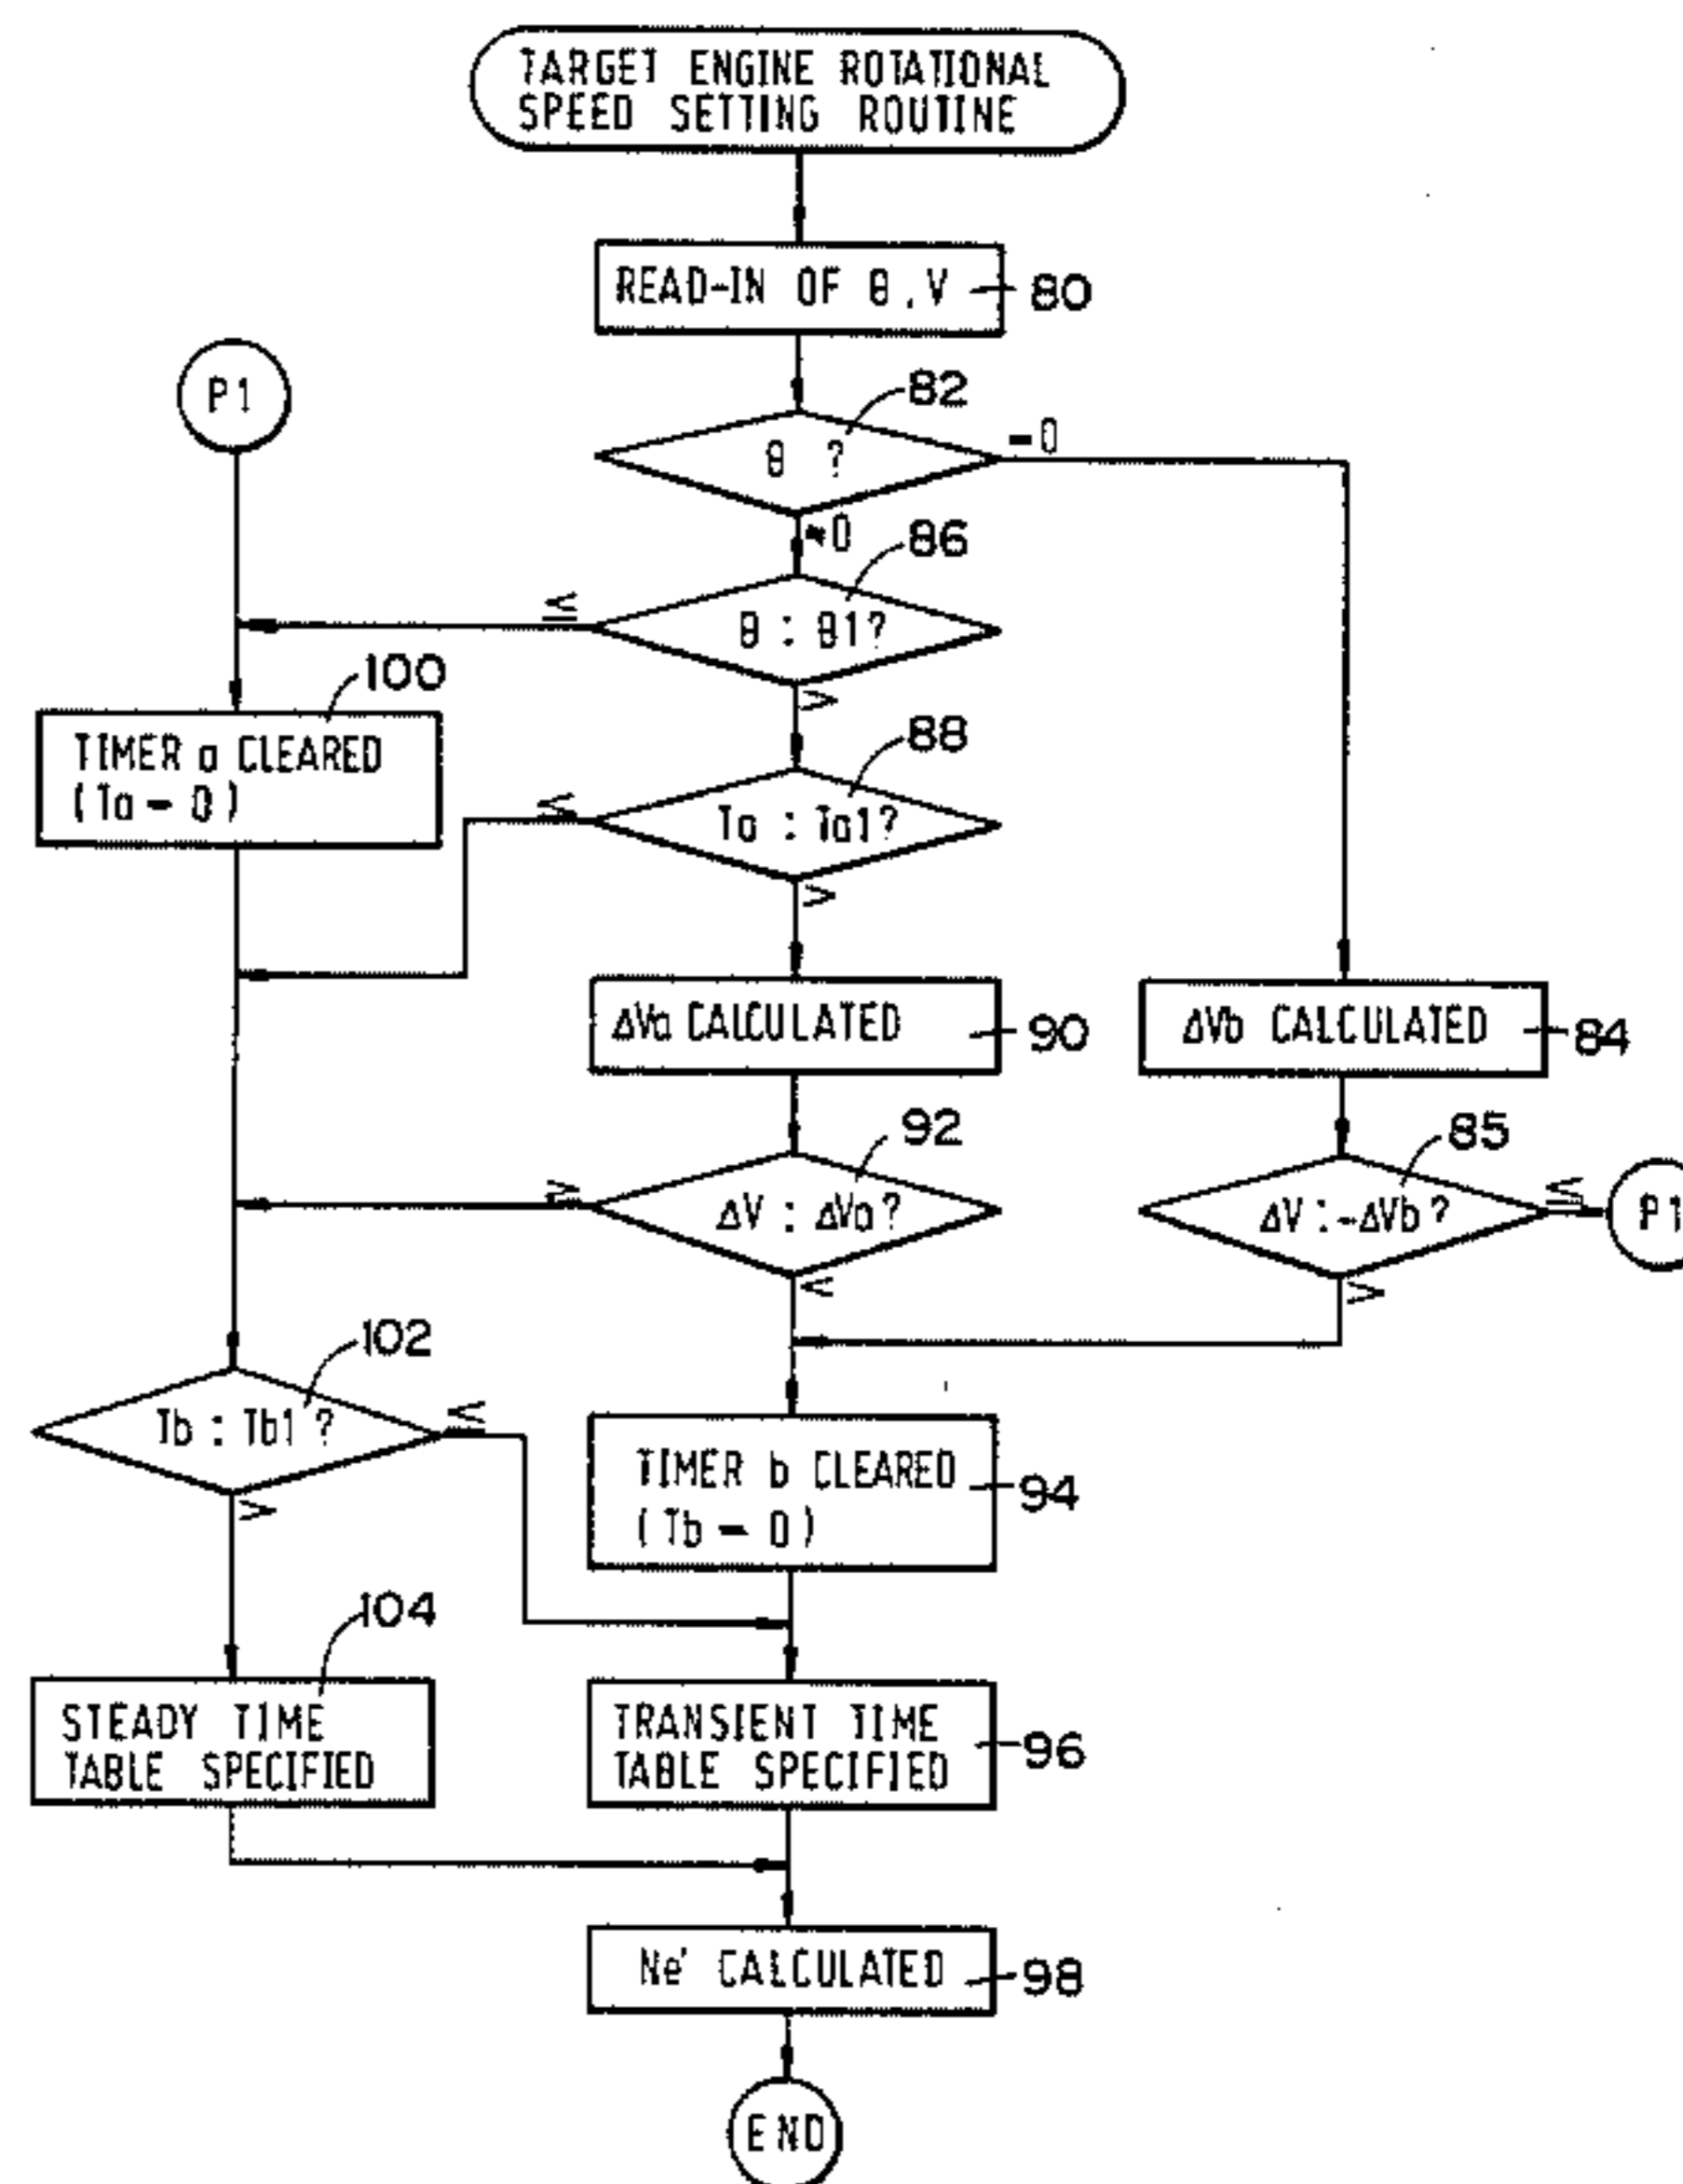 TARGET ENGINE ROTATIONAL
SPEED SETTING ROUTINE
READ-IN OF θ, V
80
P1
82
θ ?
=0
≠0
86
θ : θ1?
≤
>
100
TIMER a CLEARED
(Ta = 0)
88
Ta : Ta1?
≤
>
ΔVa CALCULATED
90
ΔVb CALCULATED
84
92
ΔV : ΔVa?
≥
<
85
ΔV : -ΔVb?
≤
P1
>
102
Tb : Tb1 ?
≤
>
TIMER b CLEARED
(Tb = 0)
94
104
STEADY TIME
TABLE SPECIFIED
TRANSIENT TIME
TABLE SPECIFIED
96
Ne' CALCULATED
98
END